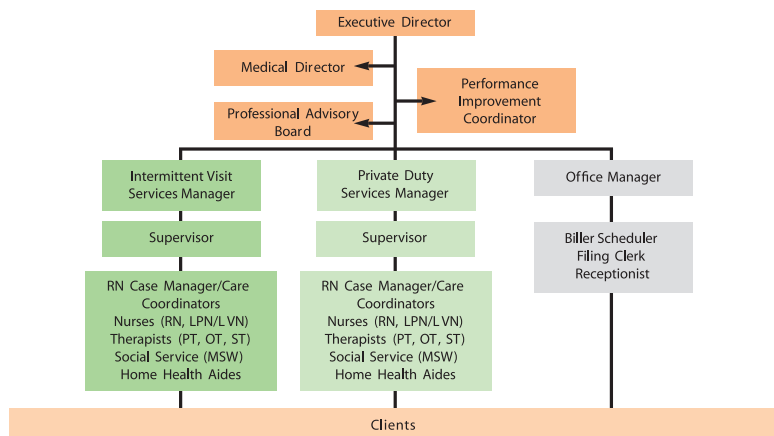 Executive Director
Medical Director
Performance
Improvement
Coordinator
Professional Advisory
Board
Intermittent Visit
Services Manager
Private Duty
Services Manager
Office Manager
Supervisor
Supervisor
Biller Scheduler
Filing Clerk
Receptionist
RN Case Manager/Care
Coordinators
Nurses (RN, LPN/LVN)
Therapists (PT, OT, ST)
Social Service (MSW)
Home Health Aides
RN Case Manager/Care
Coordinators
Nurses (RN, LPN/LVN)
Therapists (PT, OT, ST)
Social Service (MSW)
Home Health Aides
Clients